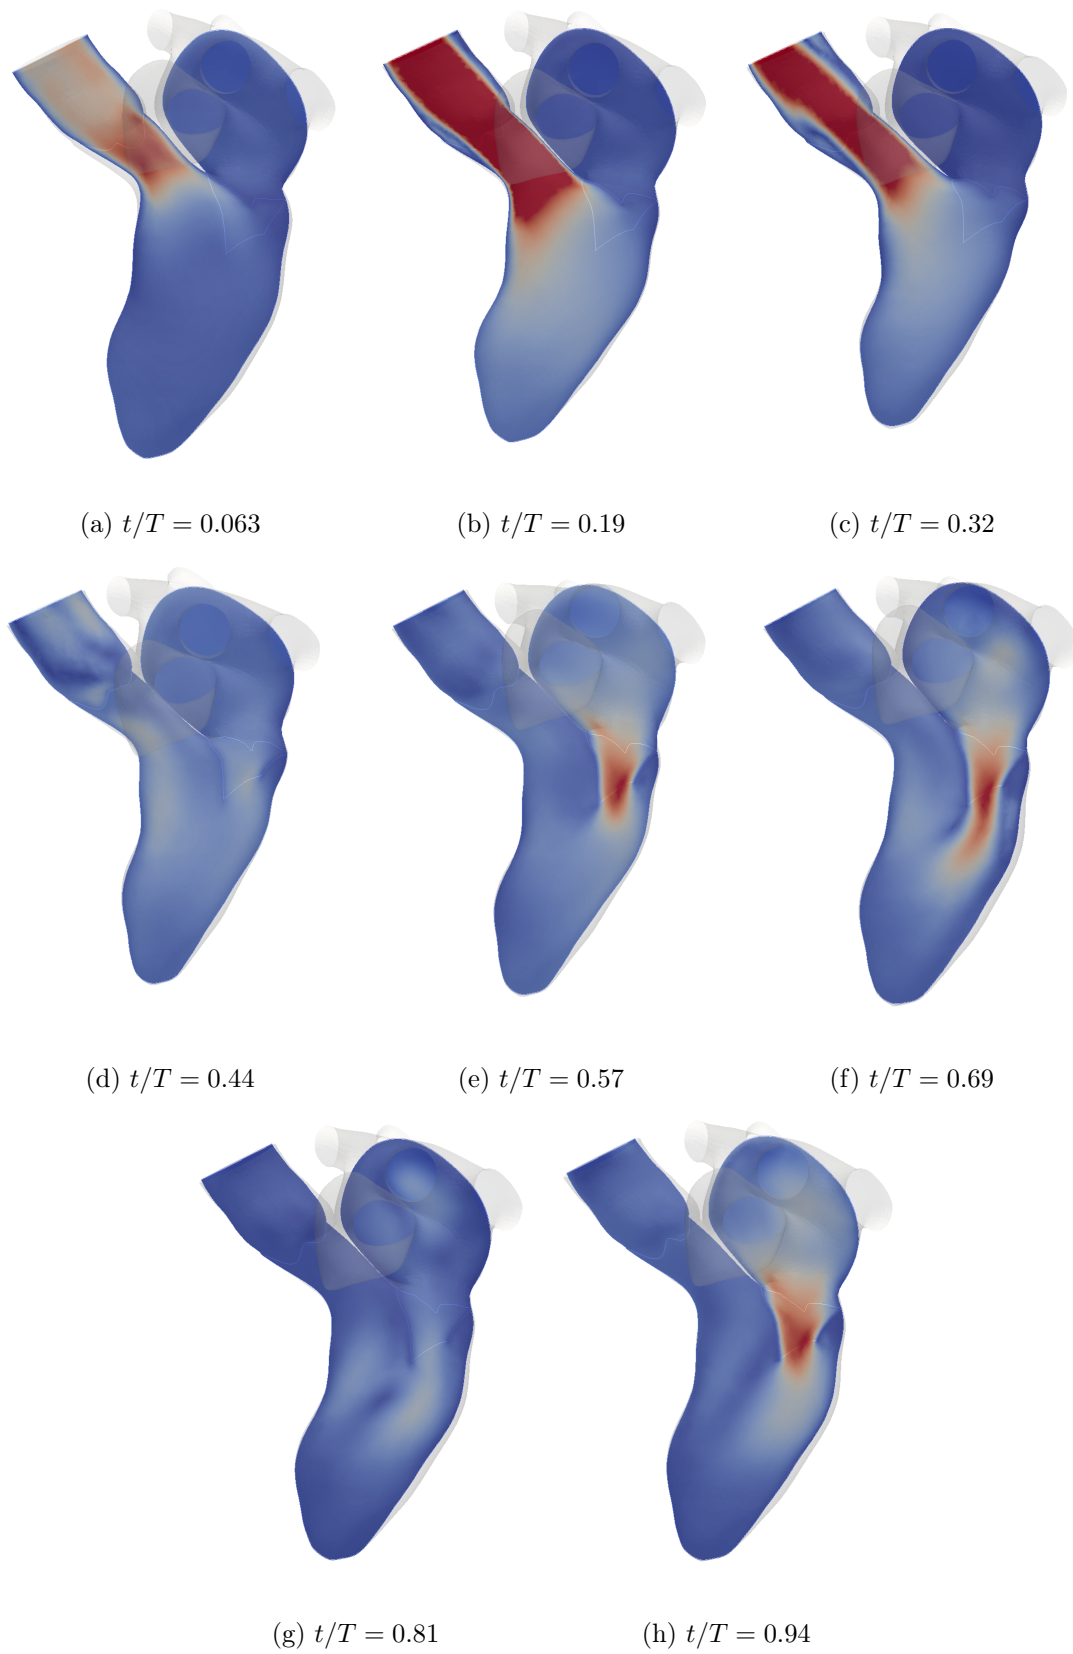 (a) t/T = 0.063
(b) t/T = 0.19
(c) t/T = 0.32
(d) t/T = 0.44
(e) t/T = 0.57
(f) t/T = 0.69
(g) t/T = 0.81
(h) t/T = 0.94